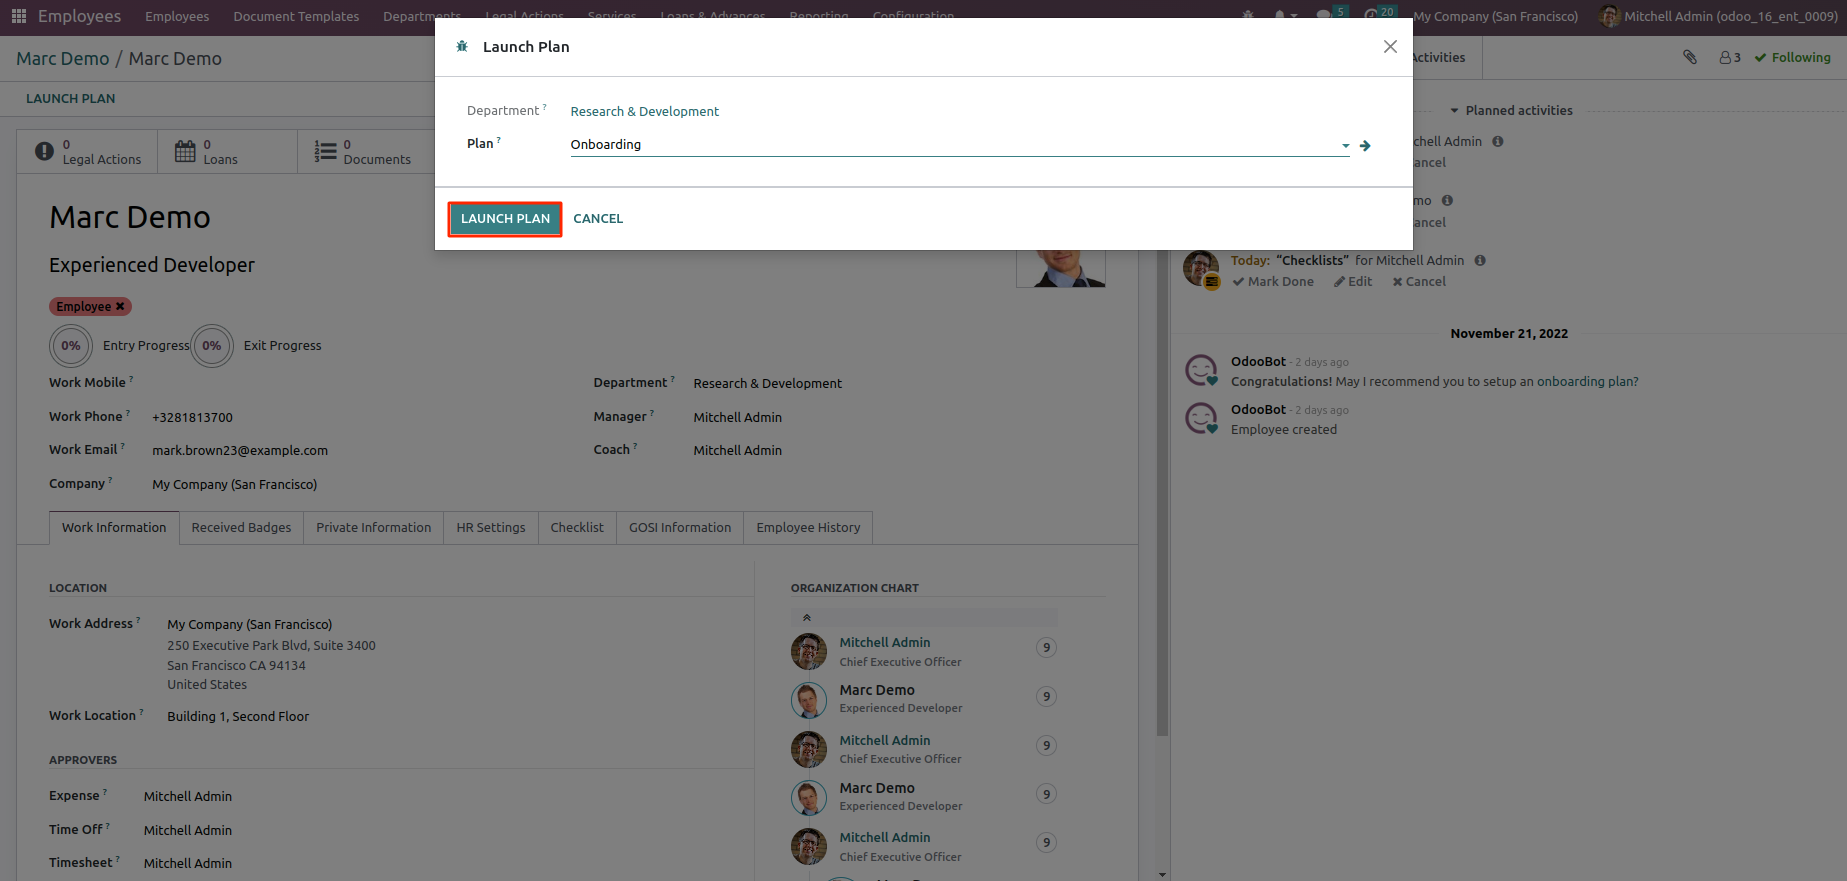 Employees Employees Document Templates Departments Legal Actions Services Loans & Advances Reporting Configuration 5 20 My Company (San Francisco) Mitchell Admin (odoo_16_ent_0009)
Marc Demo / Marc Demo
LAUNCH PLAN
0 Legal Actions
0 Loans
0 Documents
Marc Demo
Experienced Developer
Employee ✖
0% Entry Progress 0% Exit Progress
Work Mobile ?
Work Phone ? +3281813700
Work Email ? mark.brown23@example.com
Company ? My Company (San Francisco)
Department ? Research & Development
Manager ? Mitchell Admin
Coach ? Mitchell Admin
Launch Plan
Department ? Research & Development
Plan ? Onboarding
LAUNCH PLAN CANCEL
Work Information Received Badges Private Information HR Settings Checklist GOSI Information Employee History
LOCATION
Work Address ? My Company (San Francisco)
250 Executive Park Blvd, Suite 3400
San Francisco CA 94134
United States
Work Location ? Building 1, Second Floor
APPROVERS
Expense ? Mitchell Admin
Time Off ? Mitchell Admin
Timesheet ? Mitchell Admin
ORGANIZATION CHART
Mitchell Admin 9
Chief Executive Officer
Marc Demo 9
Experienced Developer
Mitchell Admin 9
Chief Executive Officer
Marc Demo 9
Experienced Developer
Mitchell Admin 9
Chief Executive Officer
Activities 3 Following
Planned activities
chell Admin
ancel
mo
ancel
Today: “Checklists” for Mitchell Admin
Mark Done Edit Cancel
November 21, 2022
OdooBot - 2 days ago
Congratulations! May I recommend you to setup an onboarding plan?
OdooBot - 2 days ago
Employee created